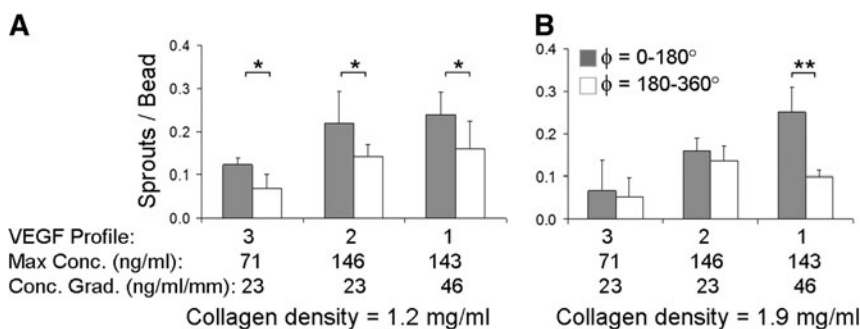 A
B
Sprouts / Bead
0.4
0.3
0.2
0.1
0.0
*
*
*
0.4
0.3
0.2
0.1
0.0
ϕ = 0-180°
ϕ = 180-360°
**
VEGF Profile: 3 2 1 3 2 1
Max Conc. (ng/ml): 71 146 143 71 146 143
Conc. Grad. (ng/ml/mm): 23 23 46 23 23 46
Collagen density = 1.2 mg/ml Collagen density = 1.9 mg/ml